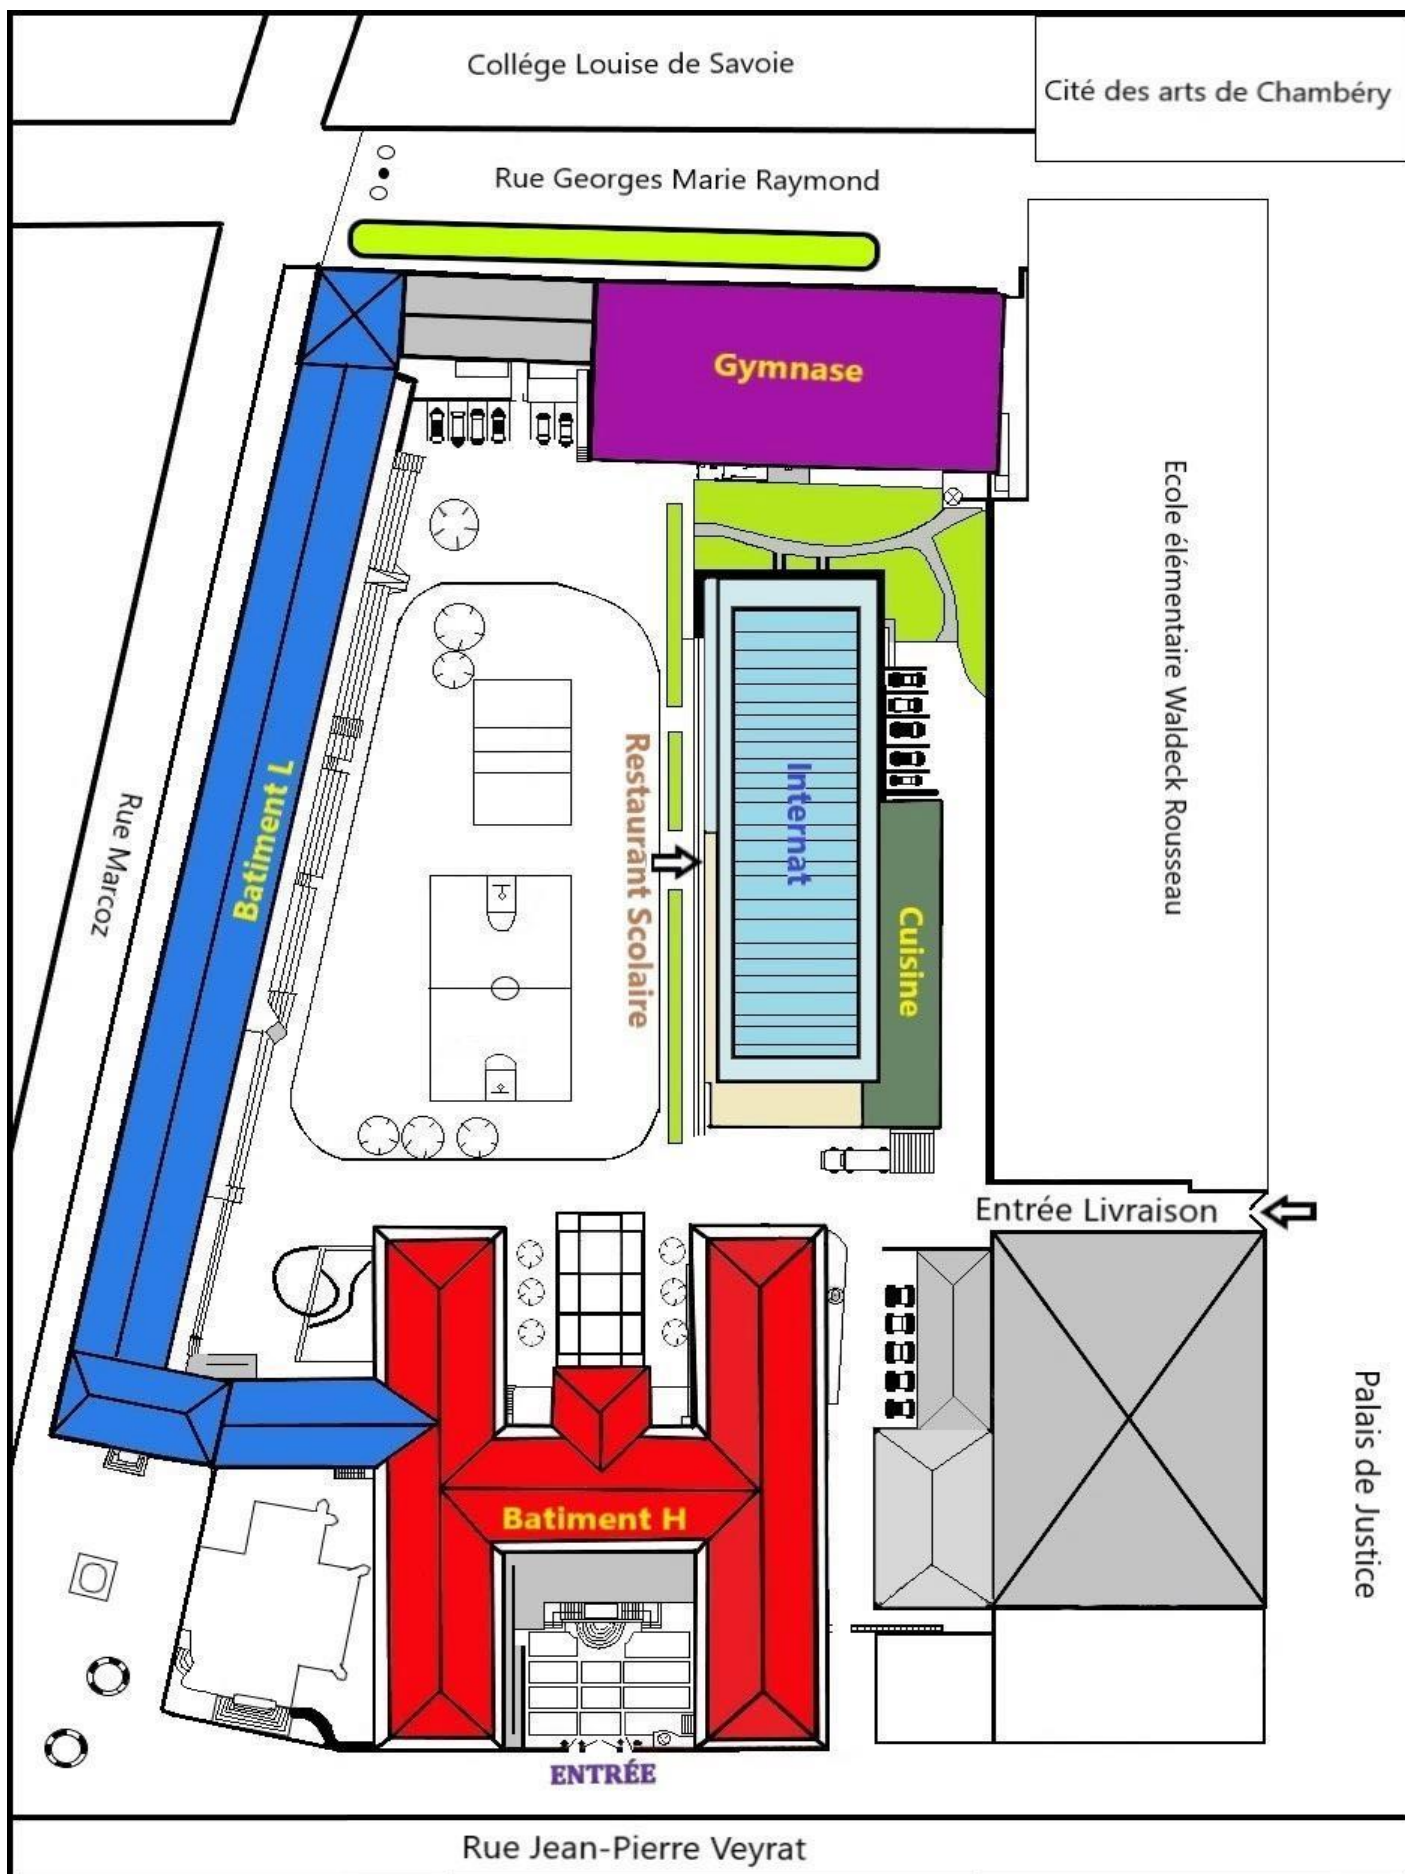 Collége Louise de Savoie
Cité des arts de Chambéry
Rue Georges Marie Raymond
Gymnase
Ecole élémentaire Waldeck Rousseau
Batiment L
Rue Marcoz
Restaurant Scolaire
Internat
Cuisine
Entrée Livraison
Palais de Justice
Batiment H
ENTRÉE
Rue Jean-Pierre Veyrat